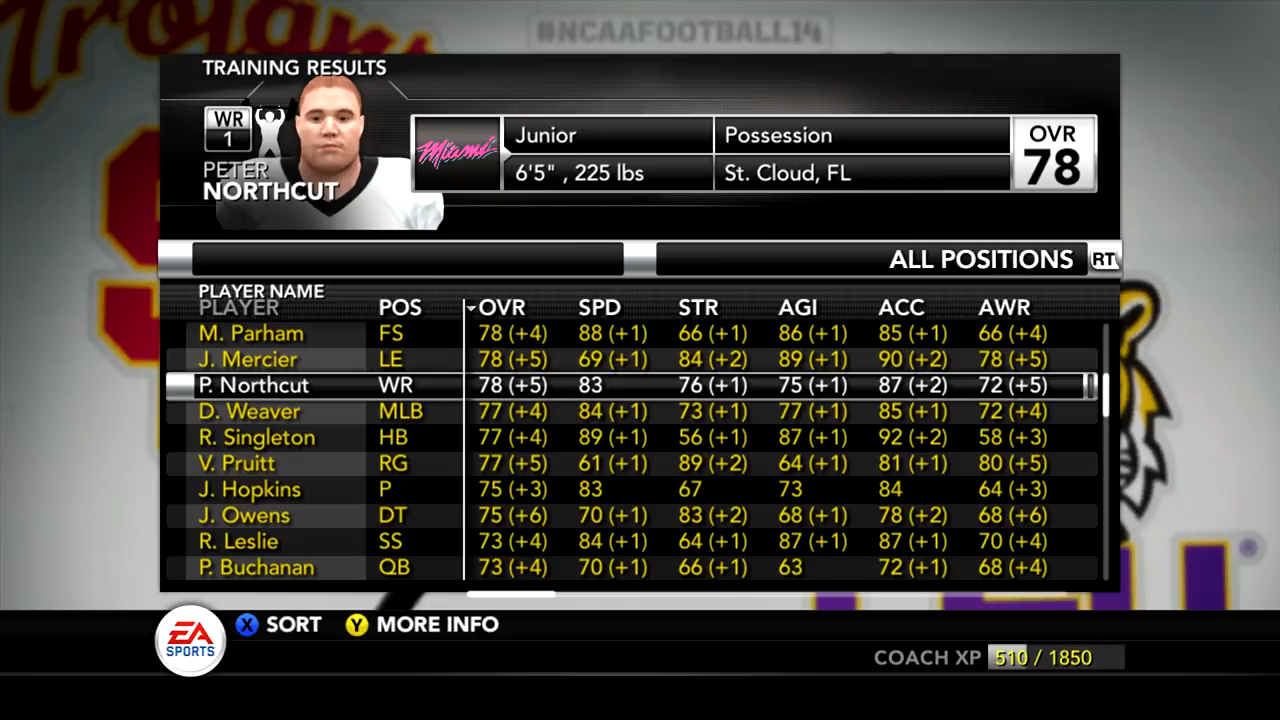 Trojans
#NCAAFOOTBALL14
TRAINING RESULTS
WR
1
PETER
NORTHCUT
Miami
Junior
Possession
6'5" , 225 lbs
St. Cloud, FL
OVR
78
ALL POSITIONS RT
PLAYER NAME
PLAYER POS OVR SPD STR AGI ACC AWR
M. Parham FS 78 (+4) 88 (+1) 66 (+1) 86 (+1) 85 (+1) 66 (+4)
J. Mercier LE 78 (+5) 69 (+1) 84 (+2) 89 (+1) 90 (+2) 78 (+5)
P. Northcut WR 78 (+5) 83 76 (+1) 75 (+1) 87 (+2) 72 (+5)
D. Weaver MLB 77 (+4) 84 (+1) 73 (+1) 77 (+1) 85 (+1) 72 (+4)
R. Singleton HB 77 (+4) 89 (+1) 56 (+1) 87 (+1) 92 (+2) 58 (+3)
V. Pruitt RG 77 (+5) 61 (+1) 89 (+2) 64 (+1) 81 (+1) 80 (+5)
J. Hopkins P 75 (+3) 83 67 73 84 64 (+3)
J. Owens DT 75 (+6) 70 (+1) 83 (+2) 68 (+1) 78 (+2) 68 (+6)
R. Leslie SS 73 (+4) 84 (+1) 64 (+1) 87 (+1) 87 (+1) 70 (+4)
P. Buchanan QB 73 (+4) 70 (+1) 66 (+1) 63 72 (+1) 68 (+4)
EA
SPORTS
X SORT Y MORE INFO
COACH XP 510 / 1850